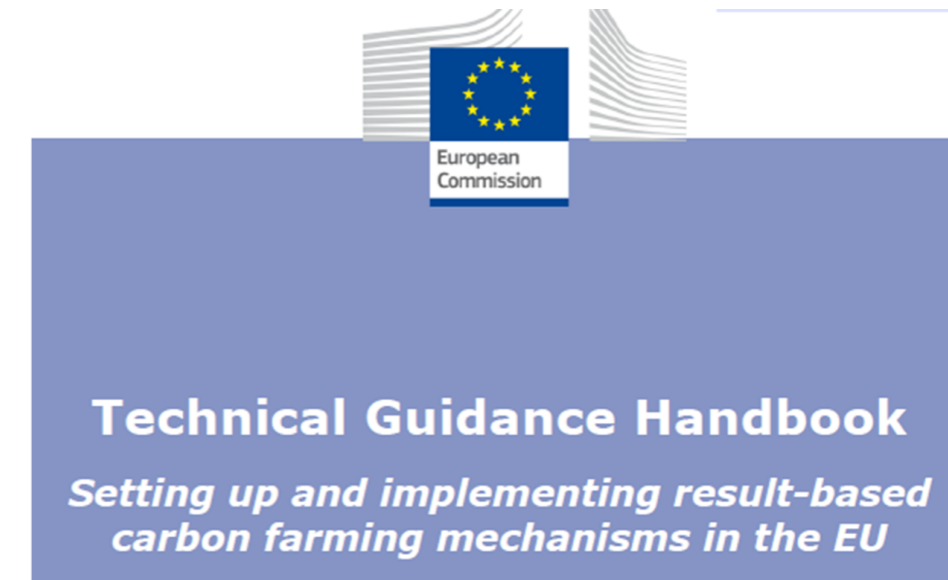 European
Commission
Technical Guidance Handbook
Setting up and implementing result-based
carbon farming mechanisms in the EU